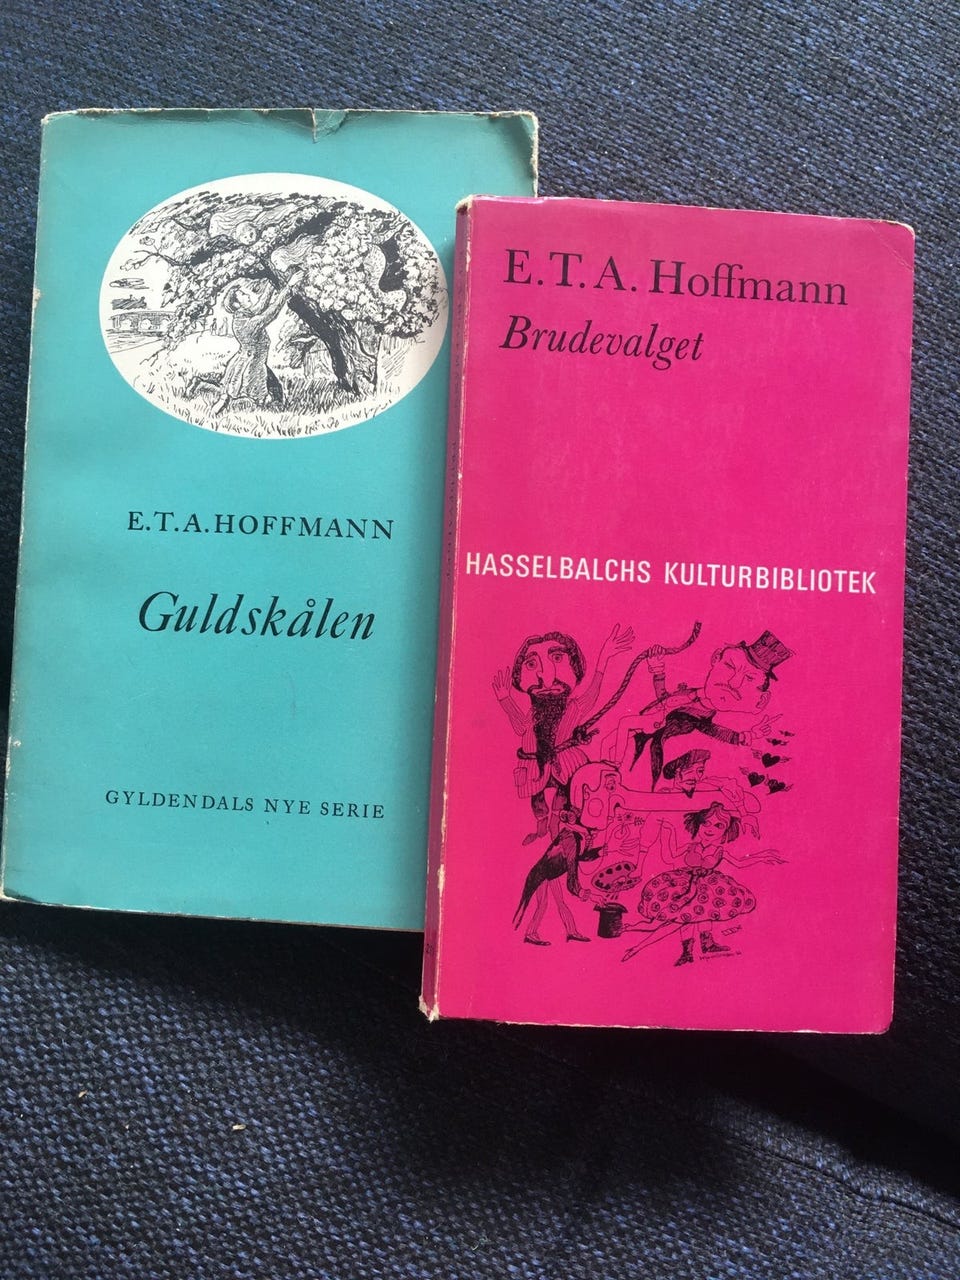 E.T.A.HOFFMANN
Guldskålen
GYLDENDALS NYE SERIE
E.T.A. Hoffmann
Brudevalget
HASSELBALCHS KULTURBIBLIOTEK